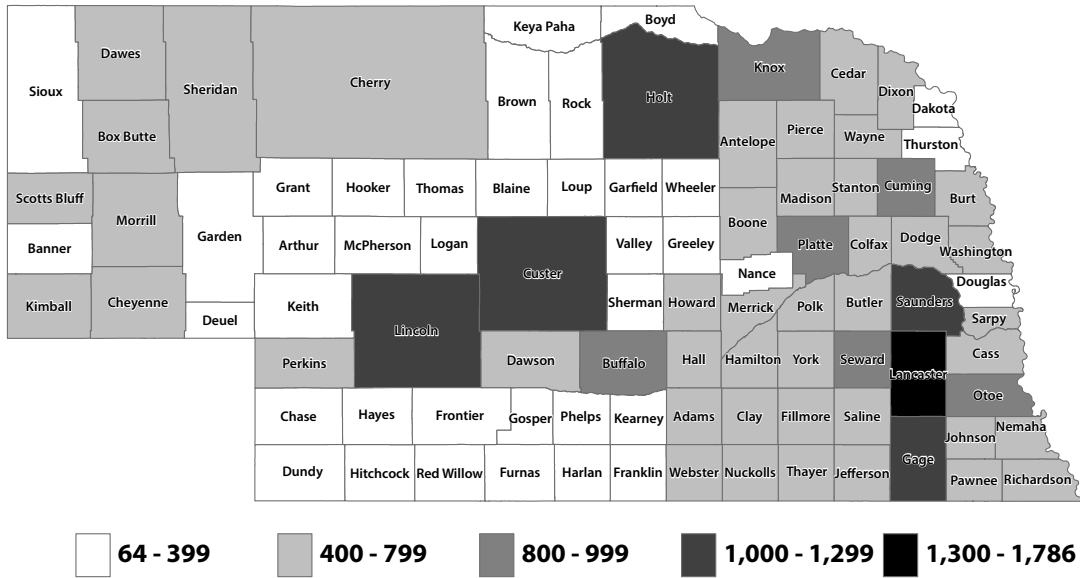 Keya Paha
Boyd
Dawes
Knox
Cedar
Sioux
Sheridan
Cherry
Dixon
Holt
Brown
Rock
Dakota
Box Butte
Antelope
Pierce
Wayne
Thurston
Scotts Bluff
Grant
Hooker
Thomas
Blaine
Loup
Garfield
Wheeler
Madison
Stanton
Cuming
Burt
Morrill
Boone
Banner
Garden
Arthur
McPherson
Logan
Custer
Valley
Greeley
Platte
Colfax
Dodge
Washington
Nance
Douglas
Kimball
Cheyenne
Keith
Sherman
Howard
Merrick
Polk
Butler
Saunders
Deuel
Lincoln
Sarpy
Perkins
Dawson
Buffalo
Hall
Hamilton
York
Seward
Cass
Lancaster
Otoe
Chase
Hayes
Frontier
Gosper
Phelps
Kearney
Adams
Clay
Fillmore
Saline
Nemaha
Johnson
Gage
Dundy
Hitchcock
Red Willow
Furnas
Harlan
Franklin
Webster
Nuckolls
Thayer
Jefferson
Pawnee
Richardson
64 - 399
400 - 799
800 - 999
1,000 - 1,299
1,300 - 1,786